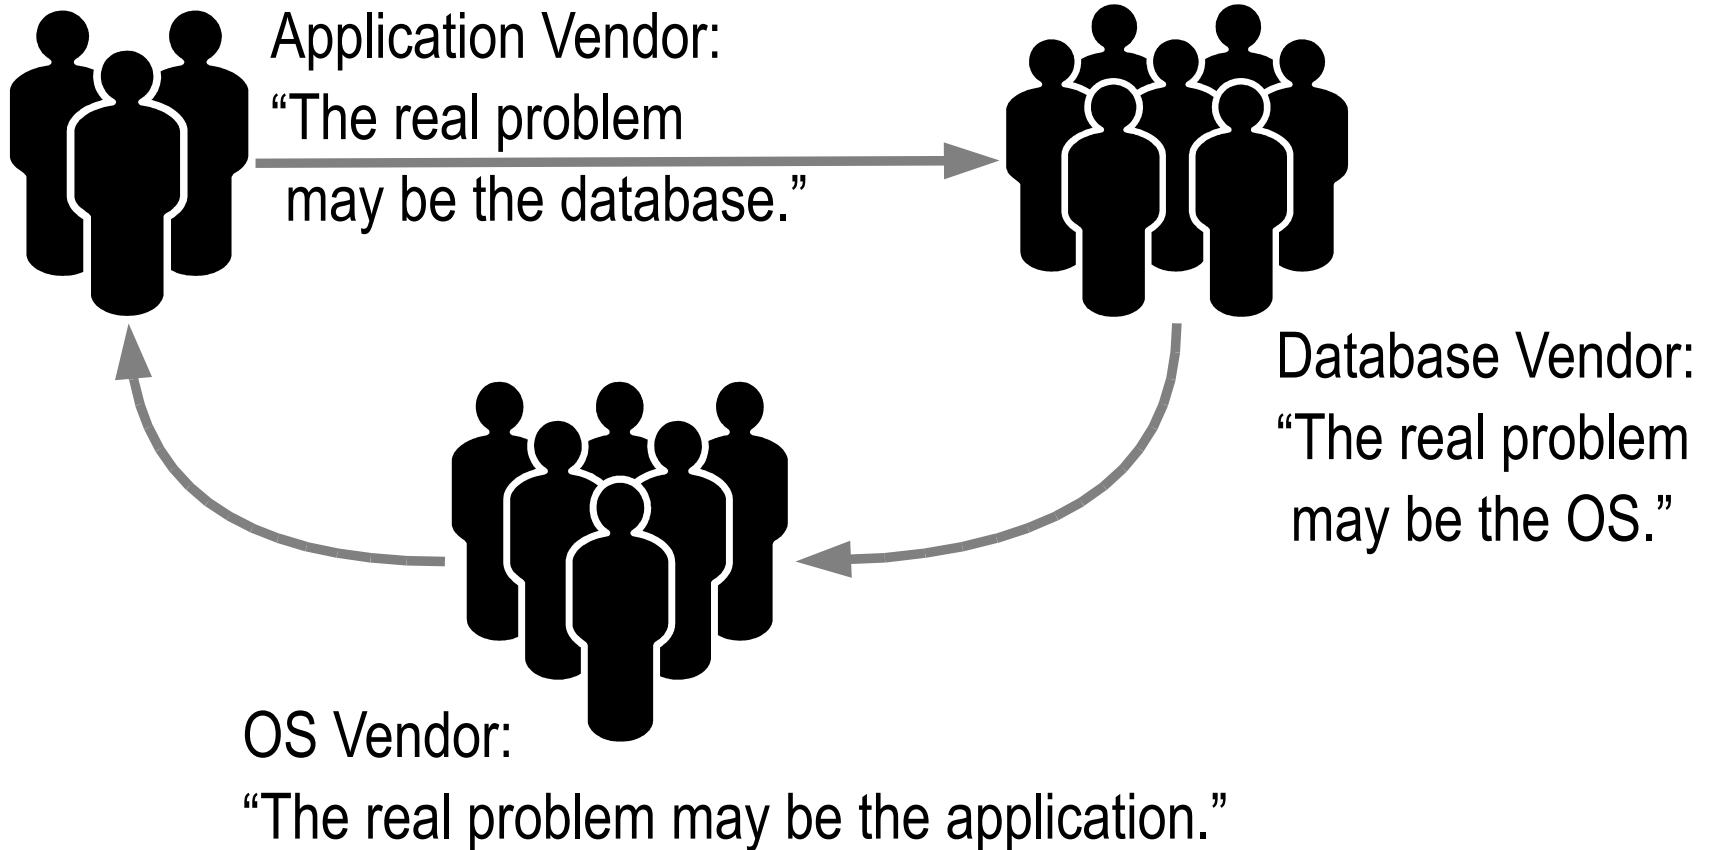 Application Vendor:
“The real problem
may be the database.”
Database Vendor:
“The real problem
may be the OS.”
OS Vendor:
“The real problem may be the application.”